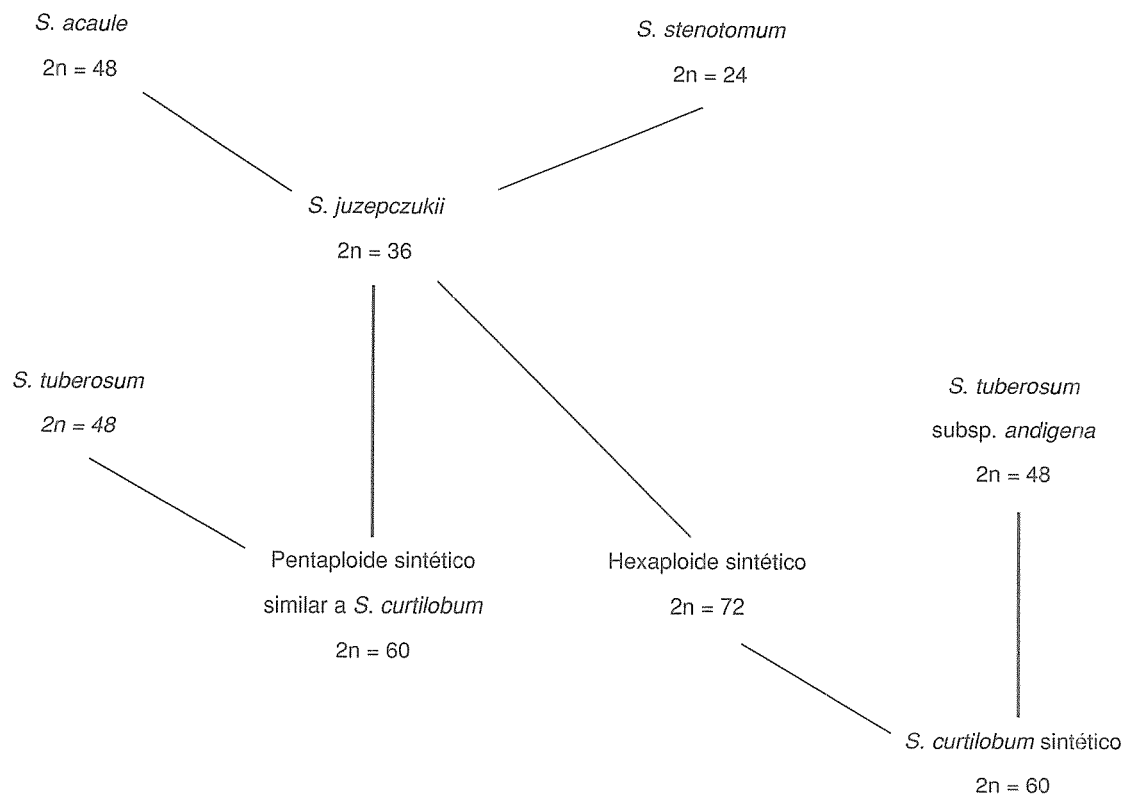 S. acaule
2n = 48
S. stenotomum
2n = 24
S. juzepczukii
2n = 36
S. tuberosum
2n = 48
S. tuberosum
subsp. andigena
2n = 48
Pentaploide sintético
similar a S. curtilobum
2n = 60
Hexaploide sintético
2n = 72
S. curtilobum sintético
2n = 60